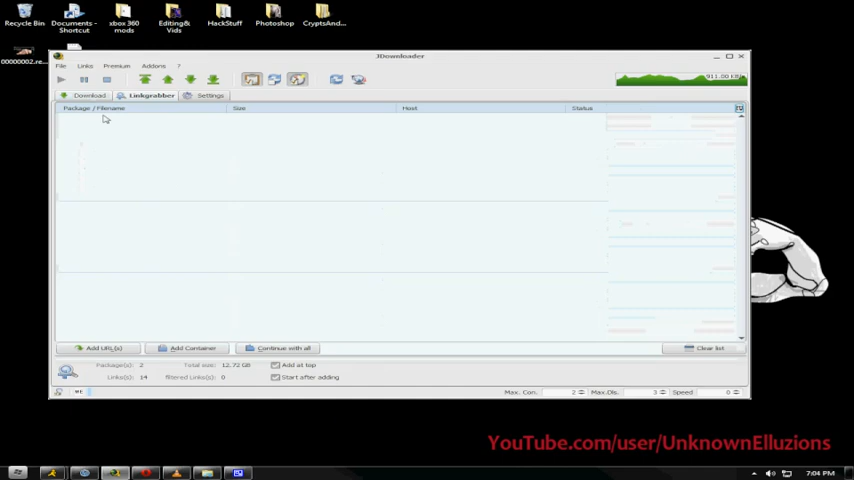 Recycle Bin
Documents - Shortcut
xbox 360 mods
Editing& Vids
HackStuff
Photoshop
CryptsAnd...
00000002.re...
JDownloader
File Links Premium Addons ?
911.00 KB/s
Download Linkgrabber Settings
Package / Filename Size Host Status
Add URL(s) Add Container Continue with all Clear list
Package(s): 2 Total size: 12.72 GB Add at top
Links(s): 14 filtered Links(s): 0 Start after adding
Max. Con. 2 Max.Dls. 3 Speed 0
YouTube.com/user/UnknownElluzions
7:04 PM